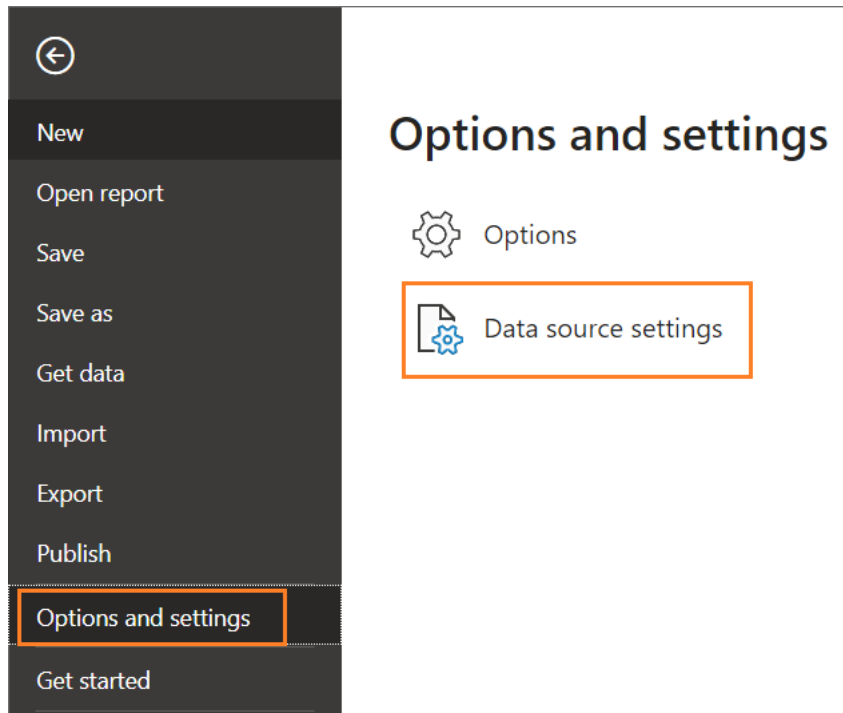 New
Open report
Save
Save as
Get data
Import
Export
Publish
Options and settings
Get started
Options and settings
Options
Data source settings